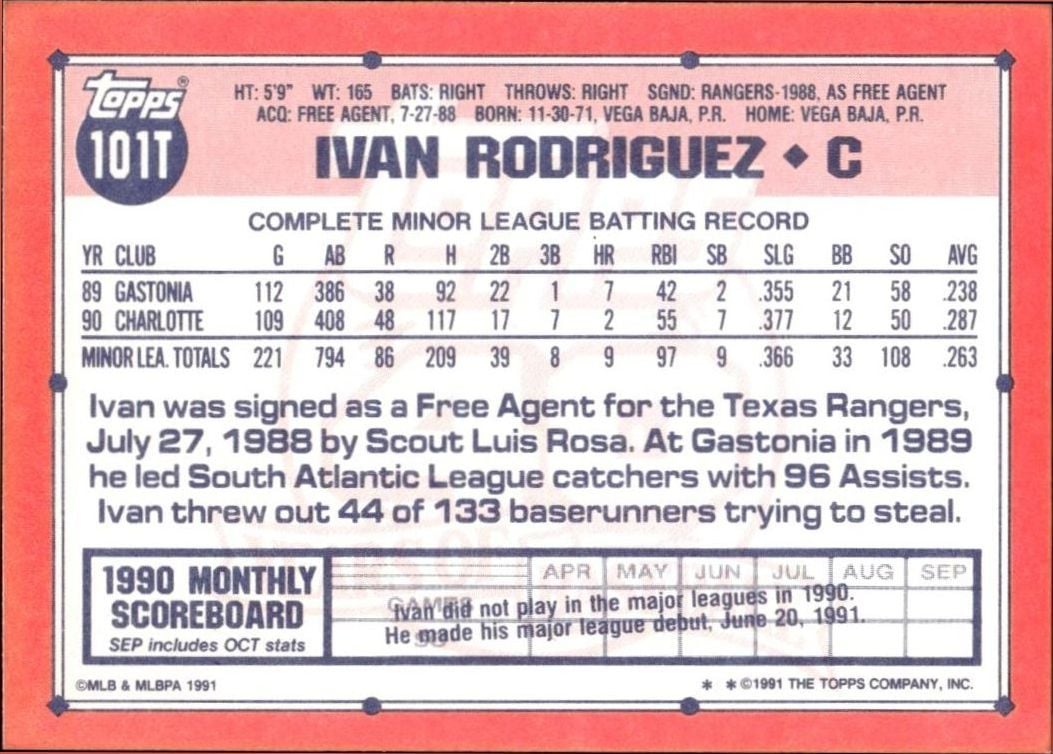 Topps®
101T
HT: 5'9" WT: 165 BATS: RIGHT THROWS: RIGHT SGND: RANGERS-1988, AS FREE AGENT
ACQ: FREE AGENT, 7-27-88 BORN: 11-30-71, VEGA BAJA, P.R. HOME: VEGA BAJA, P.R.
IVAN RODRIGUEZ ◆ C
COMPLETE MINOR LEAGUE BATTING RECORD
YR CLUB G AB R H 2B 3B HR RBI SB SLG BB SO AVG
89 GASTONIA 112 386 38 92 22 1 7 42 2 .355 21 58 .238
90 CHARLOTTE 109 408 48 117 17 7 2 55 7 .377 12 50 .287
MINOR LEA. TOTALS 221 794 86 209 39 8 9 97 9 .366 33 108 .263
Ivan was signed as a Free Agent for the Texas Rangers,
July 27, 1988 by Scout Luis Rosa. At Gastonia in 1989
he led South Atlantic League catchers with 96 Assists.
Ivan threw out 44 of 133 baserunners trying to steal.
1990 MONTHLY
SCOREBOARD
SEP includes OCT stats
APR MAY JUN JUL AUG SEP
GAMES
90
Ivan did not play in the major leagues in 1990.
He made his major league debut, June 20, 1991.
©MLB & MLBPA 1991
* * ©1991 THE TOPPS COMPANY, INC.